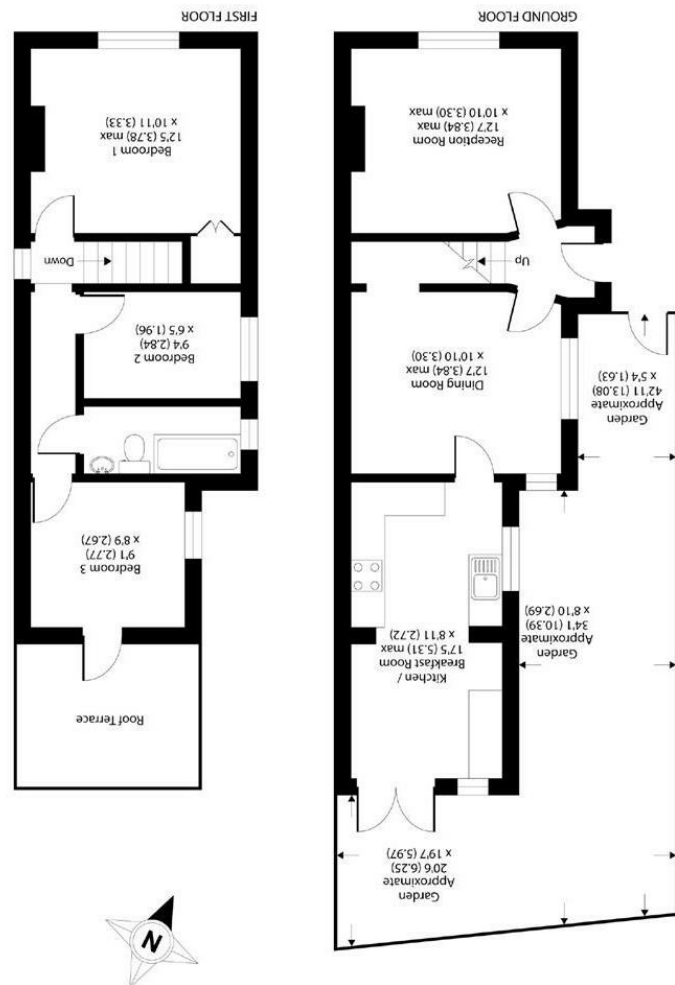 GROUND FLOOR
Reception Room
12'7 (3.84) max
x 10'10 (3.30) max
Up
Dining Room
12'7 (3.84) max
x 10'10 (3.30)
Garden
Approximate
42'11 (13.08)
x 5'4 (1.63)
Garden
Approximate
34'1 (10.39)
x 8'10 (2.69)
Kitchen /
Breakfast Room
17'5 (5.31) max
x 8'11 (2.72)
Garden
Approximate
20'6 (6.25)
x 19'7 (5.97)
FIRST FLOOR
Bedroom 1
12'5 (3.78) max
x 10'11 (3.33)
Down
Bedroom 2
9'4 (2.84)
x 6'5 (1.96)
Bedroom 3
9'1 (2.77)
x 8'9 (2.67)
Roof Terrace
N